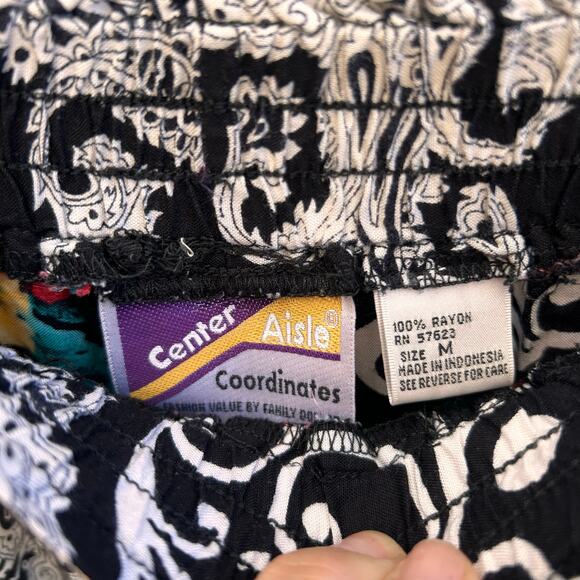 Center
Aisle®
Coordinates
FASHION VALUE BY FAMILY
100% RAYON
RN 57623
SIZE M
MADE IN INDONESIA
SEE REVERSE FOR CARE